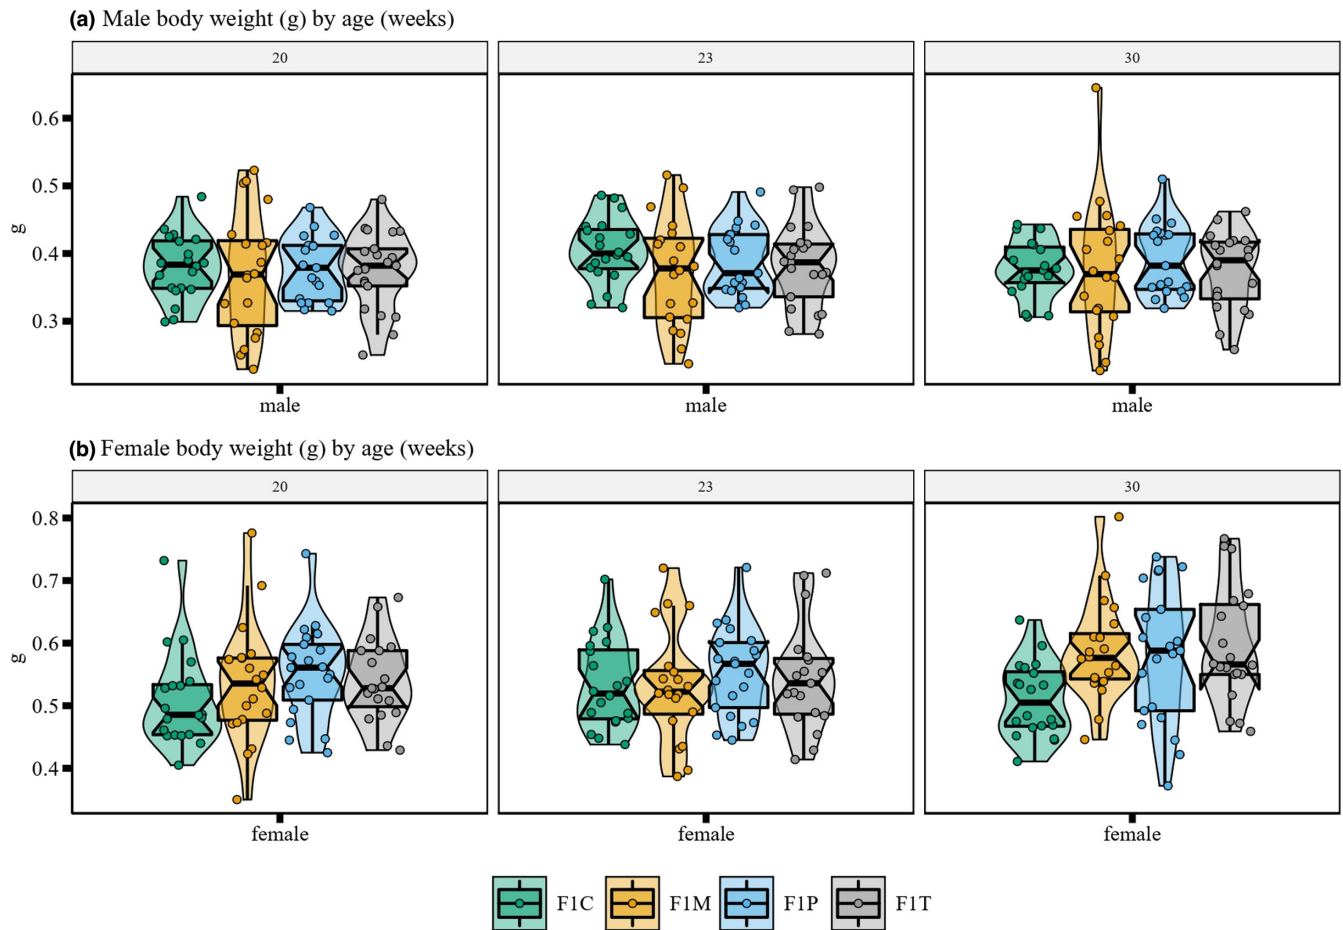 (a) Male body weight (g) by age (weeks)
20 23 30
g
0.6
0.5
0.4
0.3
male male male
(b) Female body weight (g) by age (weeks)
20 23 30
g
0.8
0.7
0.6
0.5
0.4
female female female
F1C F1M F1P F1T